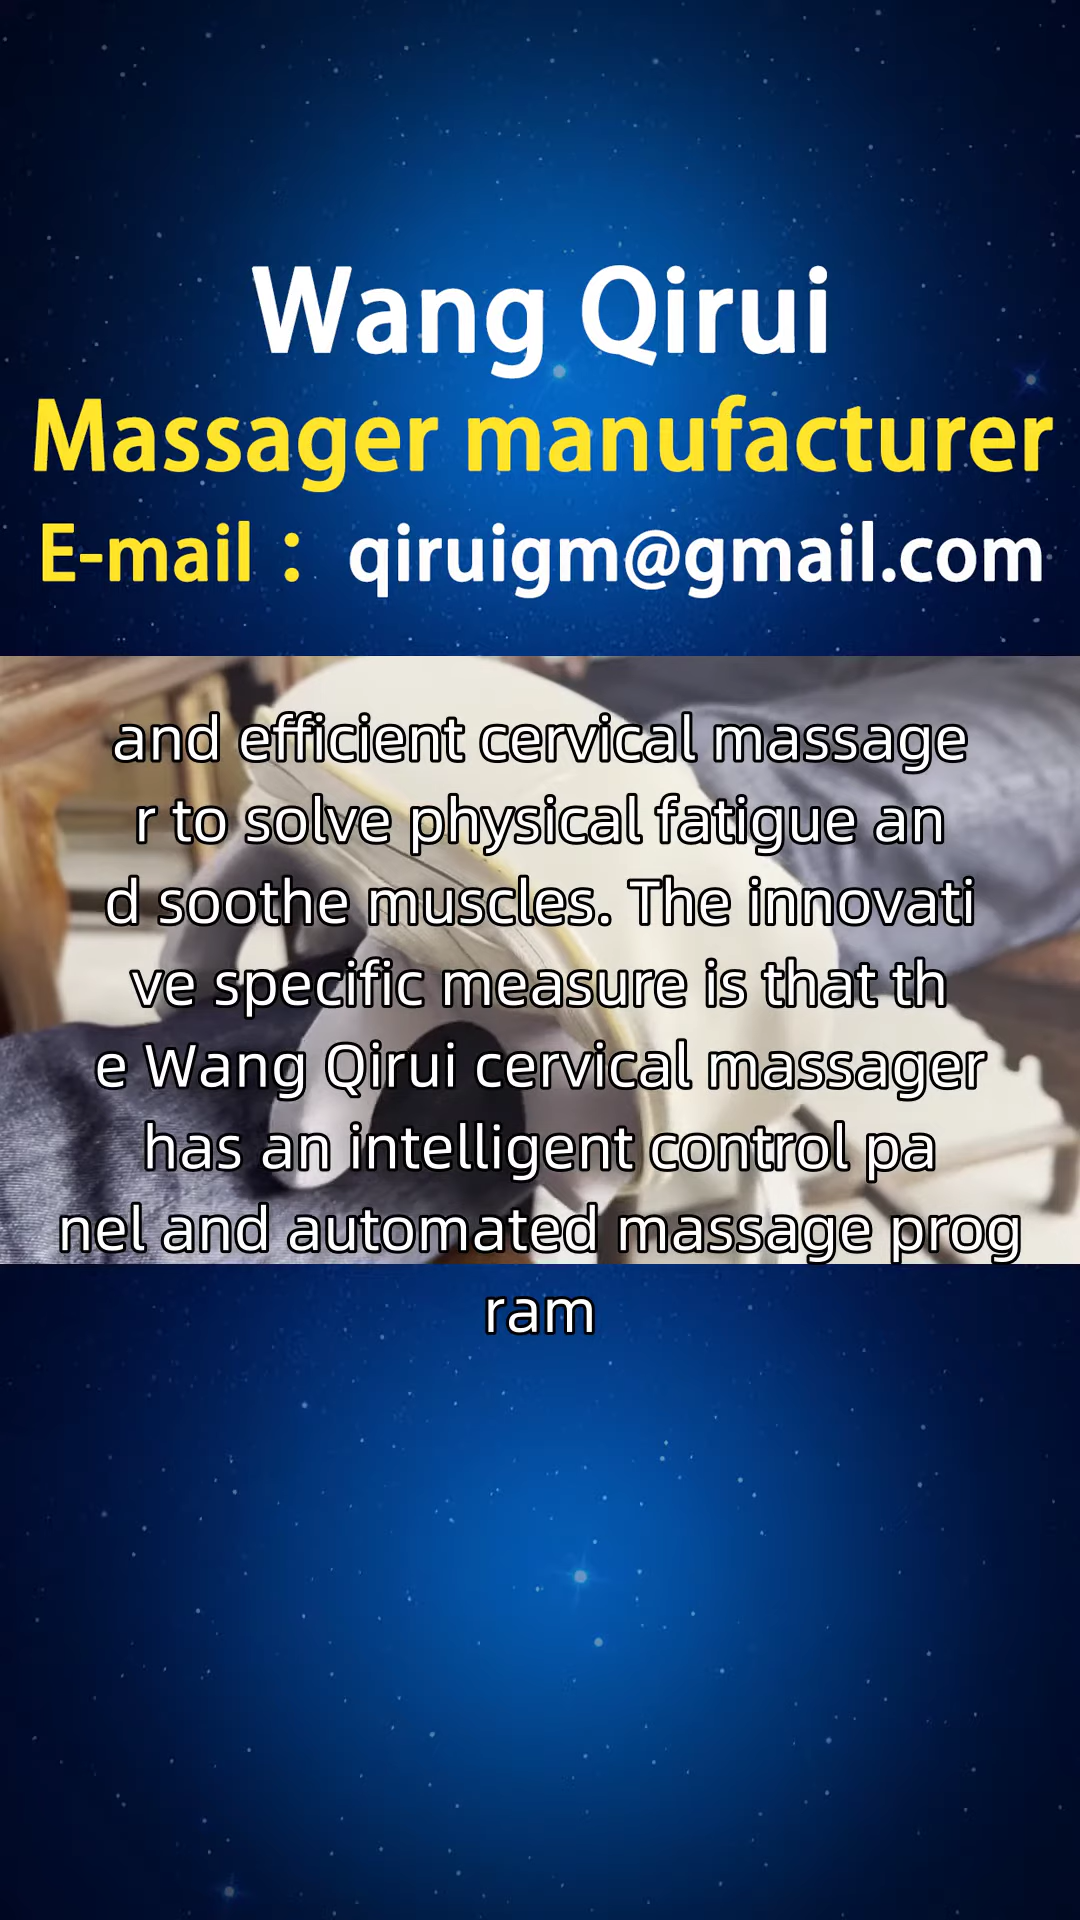 Wang Qirui
Massager manufacturer
E-mail： qiruigm@gmail.com
and efficient cervical massage
r to solve physical fatigue an
d soothe muscles. The innovati
ve specific measure is that th
e Wang Qirui cervical massager
has an intelligent control pa
nel and automated massage prog
ram